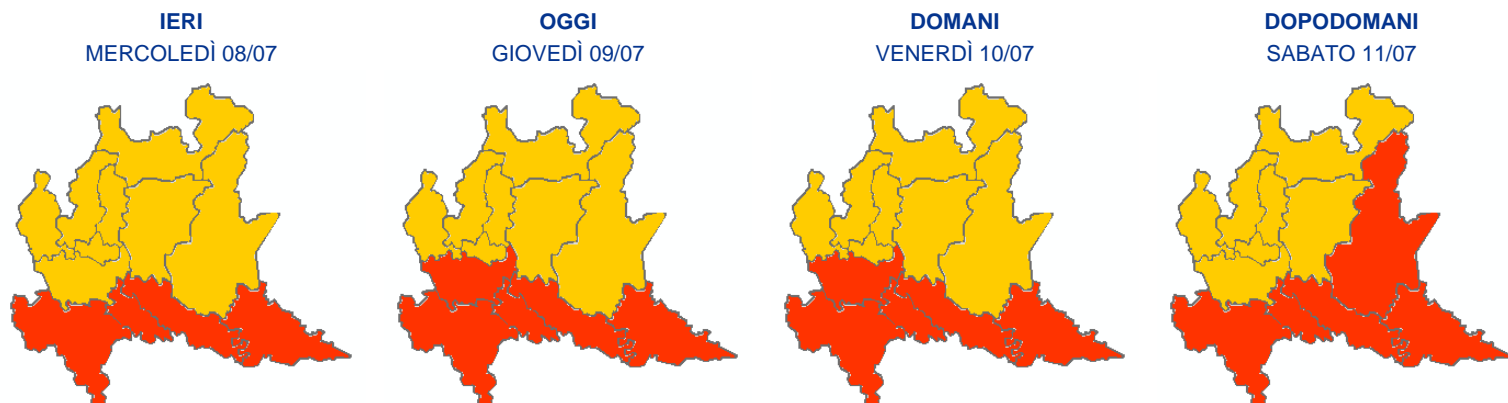 IERI
MERCOLEDÌ 08/07
OGGI
GIOVEDÌ 09/07
DOMANI
VENERDÌ 10/07
DOPODOMANI
SABATO 11/07